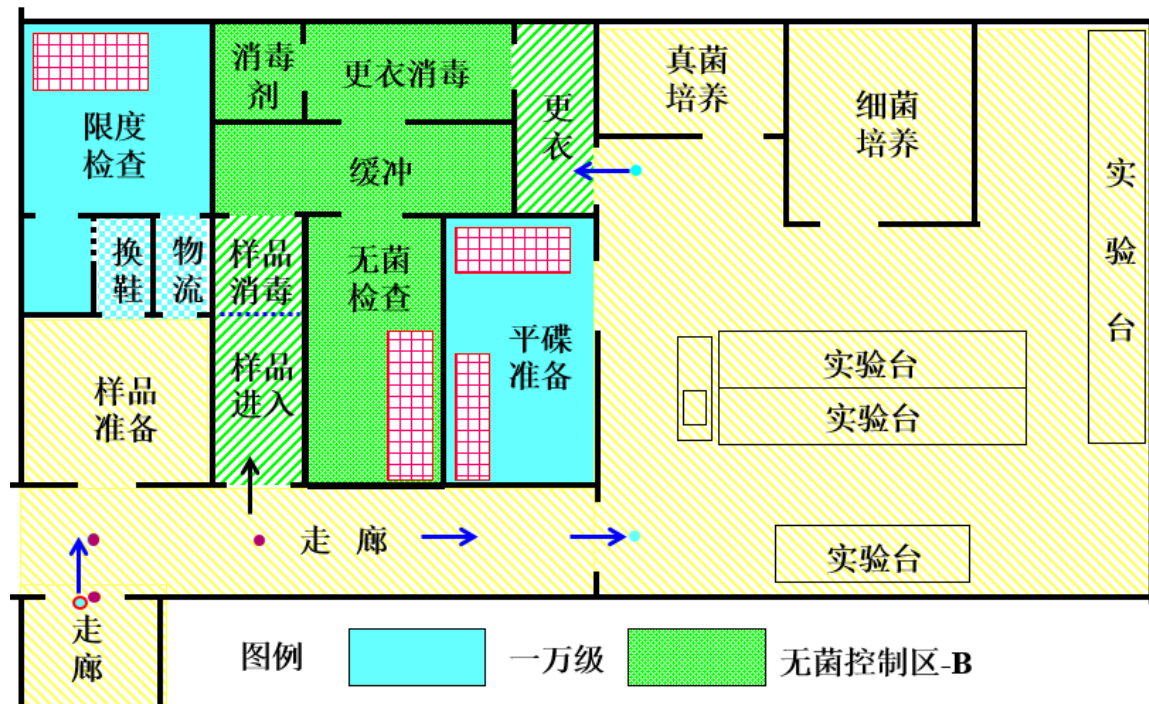 消毒
剂
更衣消毒
更
衣
真菌
培养
细菌
培养
实
验
台
限度
检查
缓冲
换
鞋
物
流
样品
消毒
无菌
检查
平碟
准备
样品
准备
样品
进入
实验台
实验台
走 廊
实验台
走
廊
图例
一万级
无菌控制区-B